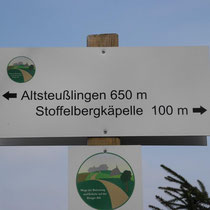 ← Altsteußlingen 650 m
Stoffelbergkäpelle 100 m →